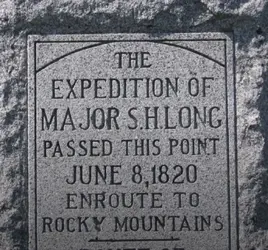 THE
EXPEDITION OF
MAJOR S.H.LONG
PASSED THIS POINT
JUNE 8,1820
ENROUTE TO
ROCKY MOUNTAINS